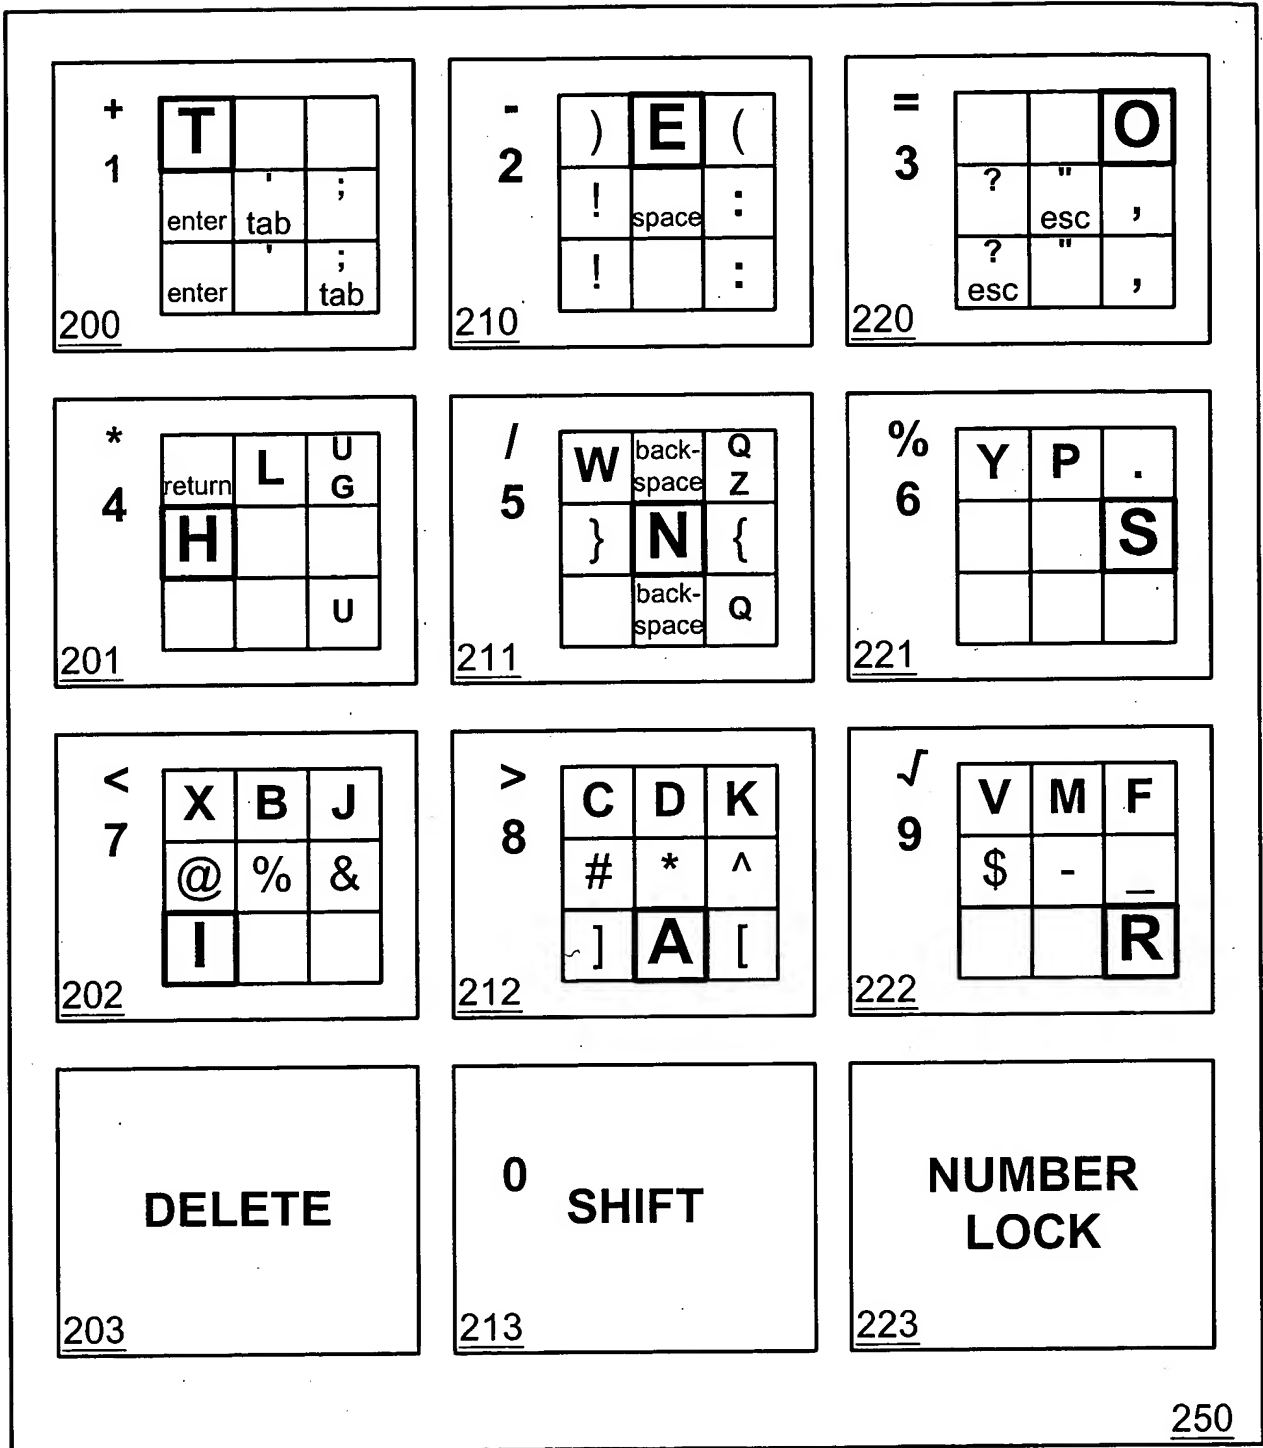 +
1
T
enter ' tab ;
enter ' ; tab
200
-
2
) E (
! space :
! :
210
=
3
O
? " esc ,
? esc " ,
220
*
4
return L U G
H
U
201
/
5
W back-space Q Z
} N {
back-space Q
211
%
6
Y P .
S
221
<
7
X B J
@ % &
I
202
>
8
C D K
# * ^
] A [
212
√
9
V M F
$ - _
R
222
DELETE
203
0
SHIFT
213
NUMBER
LOCK
223
250